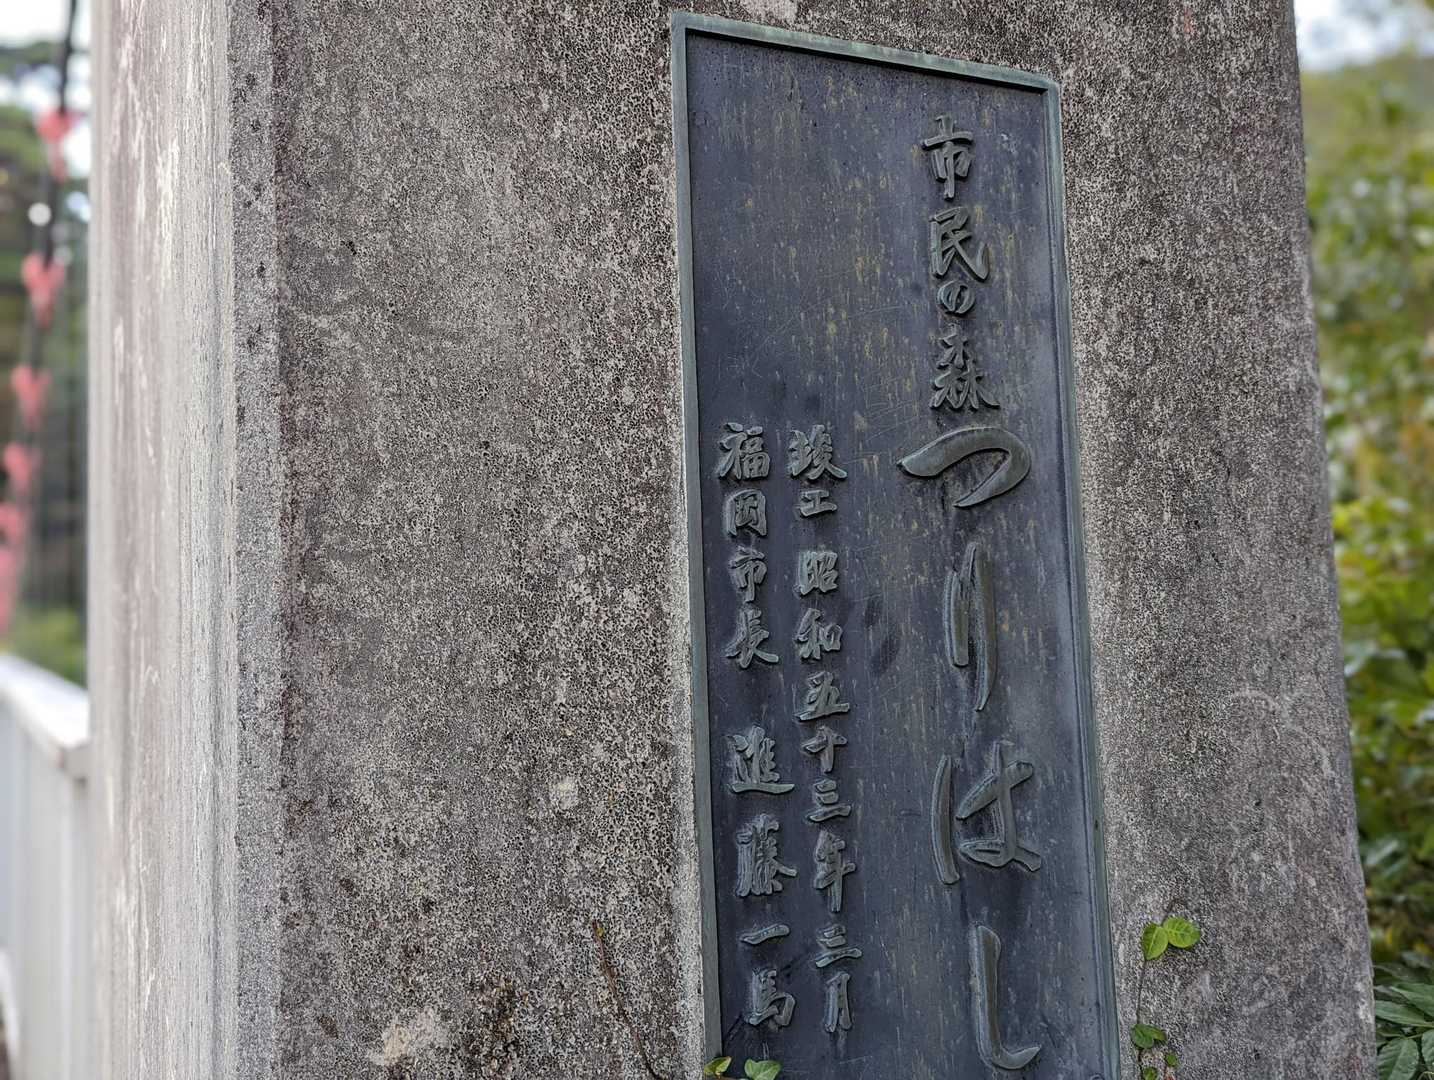 市民の森つりはし
竣工 昭和五十三年三月
福岡市長 進藤一馬